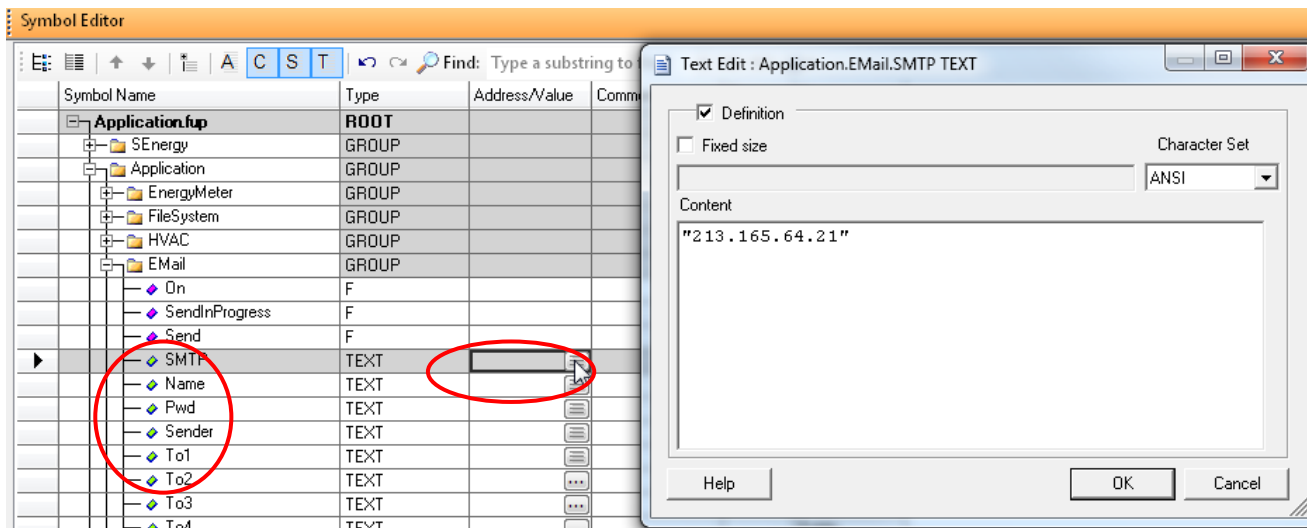 Symbol Editor
A C S T Find: Type a substring to
Symbol Name Type Address/Value Comm
Application.fup ROOT
SEnergy GROUP
Application GROUP
EnergyMeter GROUP
FileSystem GROUP
HVAC GROUP
EMail GROUP
On F
SendInProgress F
Send F
SMTP TEXT
Name TEXT
Pwd TEXT
Sender TEXT
To1 TEXT
To2 TEXT ...
To3 TEXT ...
To4 TEXT
Text Edit : Application.EMail.SMTP TEXT
Definition
Fixed size Character Set
ANSI
Content
"213.165.64.21"
Help OK Cancel